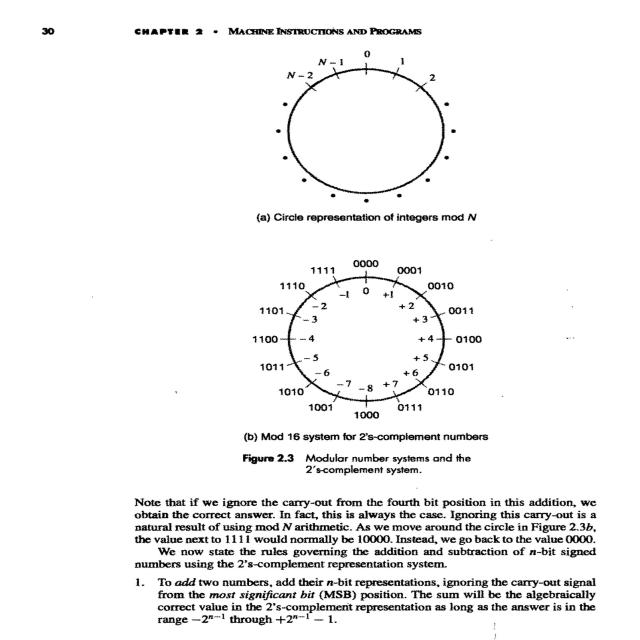 30 CHAPTER 2 • MACHINE INSTRUCTIONS AND PROGRAMS
0
N – 1 1
N – 2 2
(a) Circle representation of integers mod N
0000
1111 0001
1110 –1 0 +1 0010
1101 –2 +2 0011
–3 +3
1100 –4 +4 0100
1011 –5 +5 0101
–6 +6
1010 –7 –8 +7 0110
1001 0111
1000
(b) Mod 16 system for 2's-complement numbers
Figure 2.3 Modular number systems and the
2's-complement system.
Note that if we ignore the carry-out from the fourth bit position in this addition, we
obtain the correct answer. In fact, this is always the case. Ignoring this carry-out is a
natural result of using mod N arithmetic. As we move around the circle in Figure 2.3b,
the value next to 1111 would normally be 10000. Instead, we go back to the value 0000.
We now state the rules governing the addition and subtraction of n-bit signed
numbers using the 2's-complement representation system.
1. To add two numbers, add their n-bit representations, ignoring the carry-out signal
from the most significant bit (MSB) position. The sum will be the algebraically
correct value in the 2's-complement representation as long as the answer is in the
range –2ⁿ⁻¹ through +2ⁿ⁻¹ – 1.